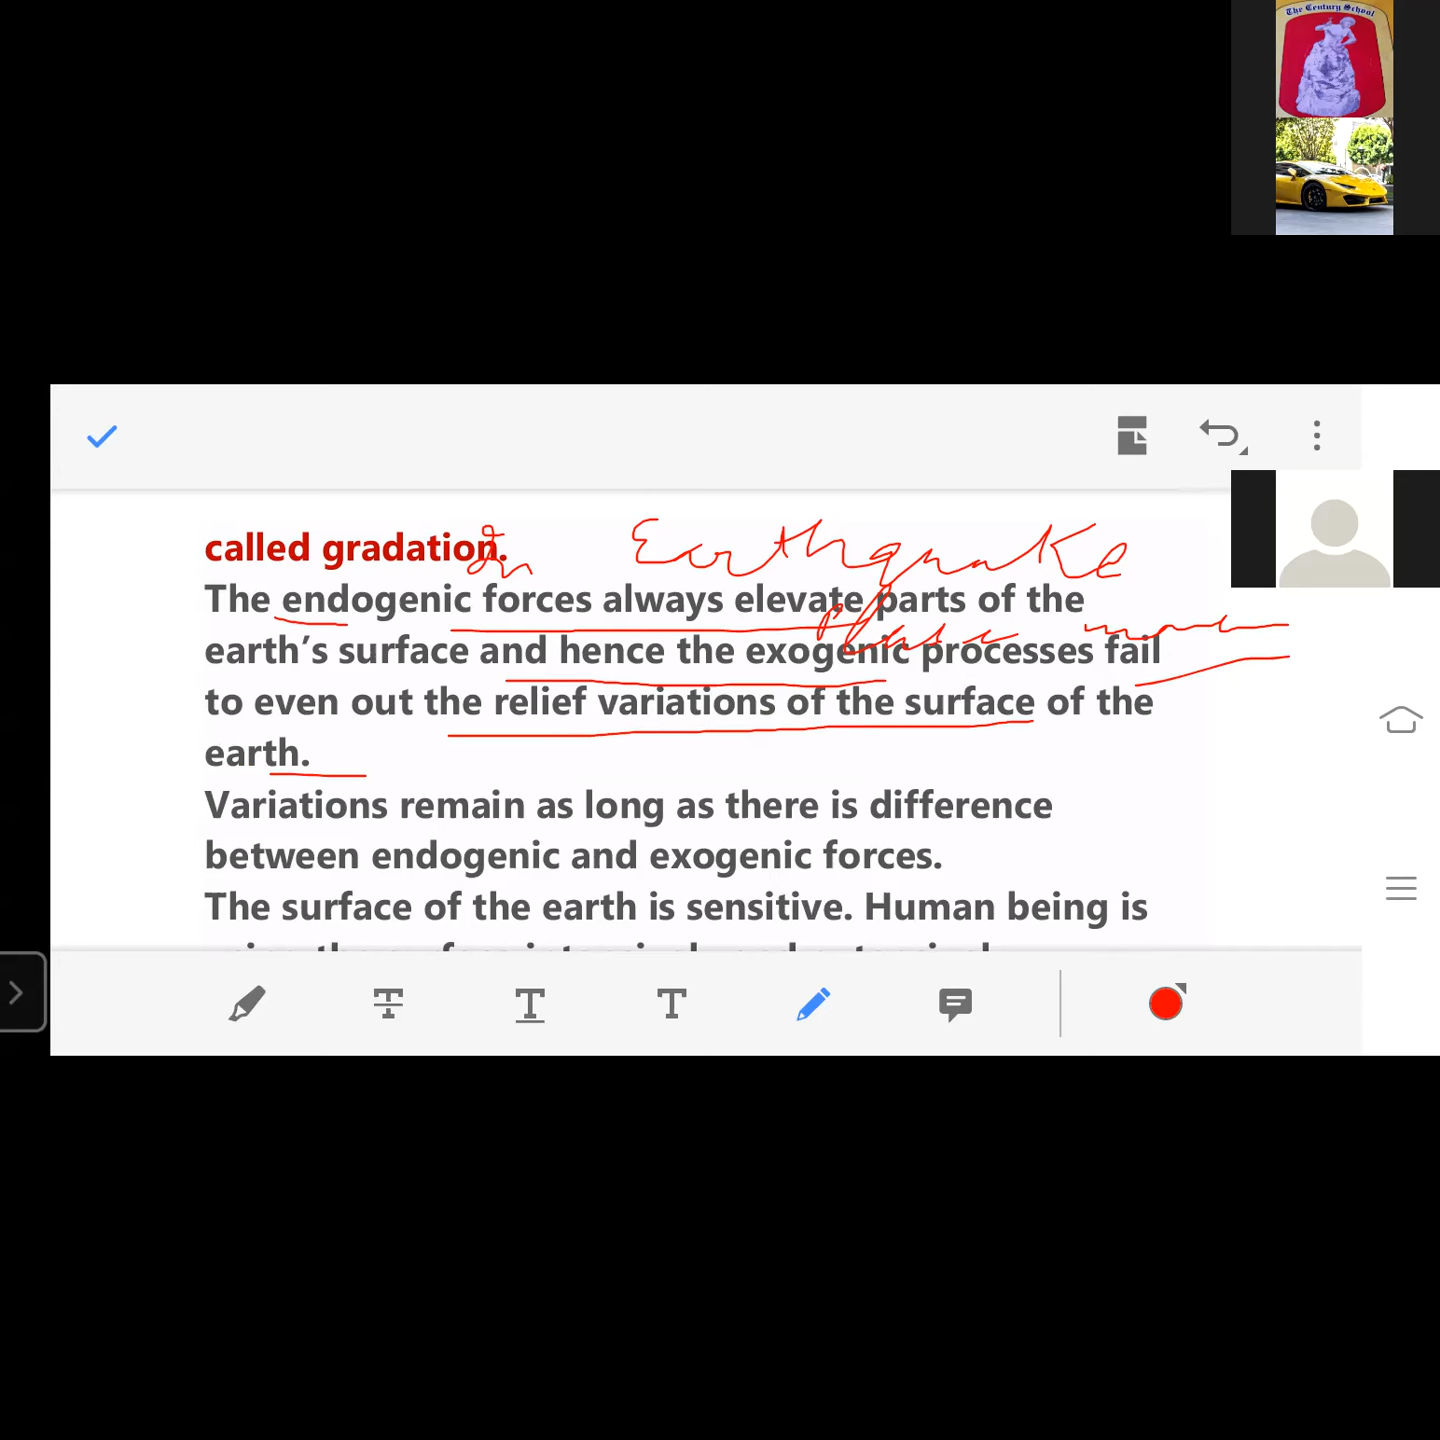 The Century School
called gradation.
In Earthquake
The endogenic forces always elevate parts of the
earth's surface and hence the exogenic processes fail
to even out the relief variations of the surface of the
earth.
Variations remain as long as there is difference
between endogenic and exogenic forces.
The surface of the earth is sensitive. Human being is